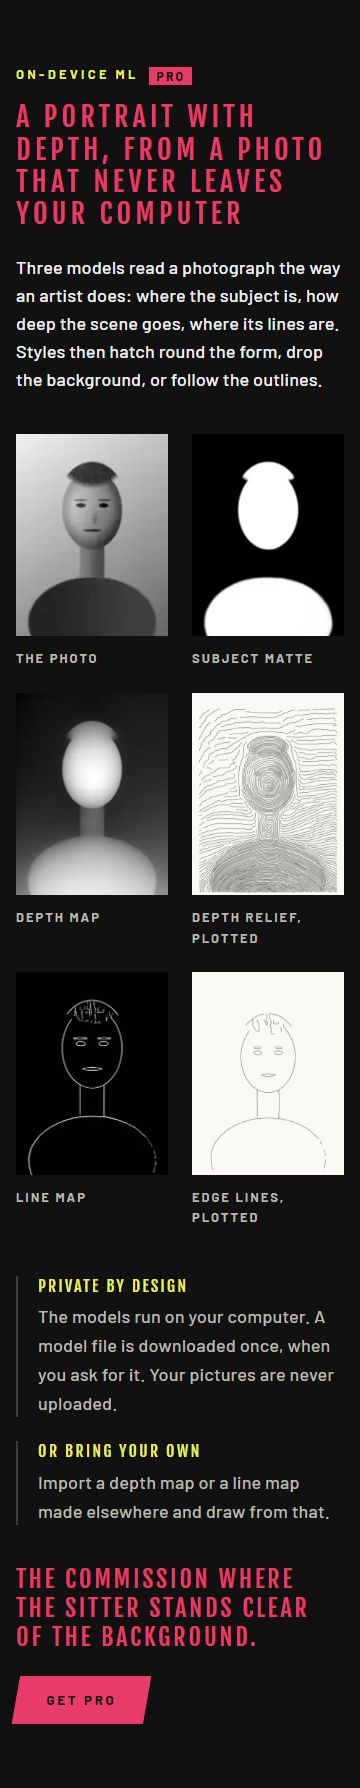 ON-DEVICE ML PRO
A PORTRAIT WITH
DEPTH, FROM A PHOTO
THAT NEVER LEAVES
YOUR COMPUTER
Three models read a photograph the way
an artist does: where the subject is, how
deep the scene goes, where its lines are.
Styles then hatch round the form, drop
the background, or follow the outlines.
THE PHOTO
SUBJECT MATTE
DEPTH MAP
DEPTH RELIEF,
PLOTTED
LINE MAP
EDGE LINES,
PLOTTED
PRIVATE BY DESIGN
The models run on your computer. A
model file is downloaded once, when
you ask for it. Your pictures are never
uploaded.
OR BRING YOUR OWN
Import a depth map or a line map
made elsewhere and draw from that.
THE COMMISSION WHERE
THE SITTER STANDS CLEAR
OF THE BACKGROUND.
GET PRO